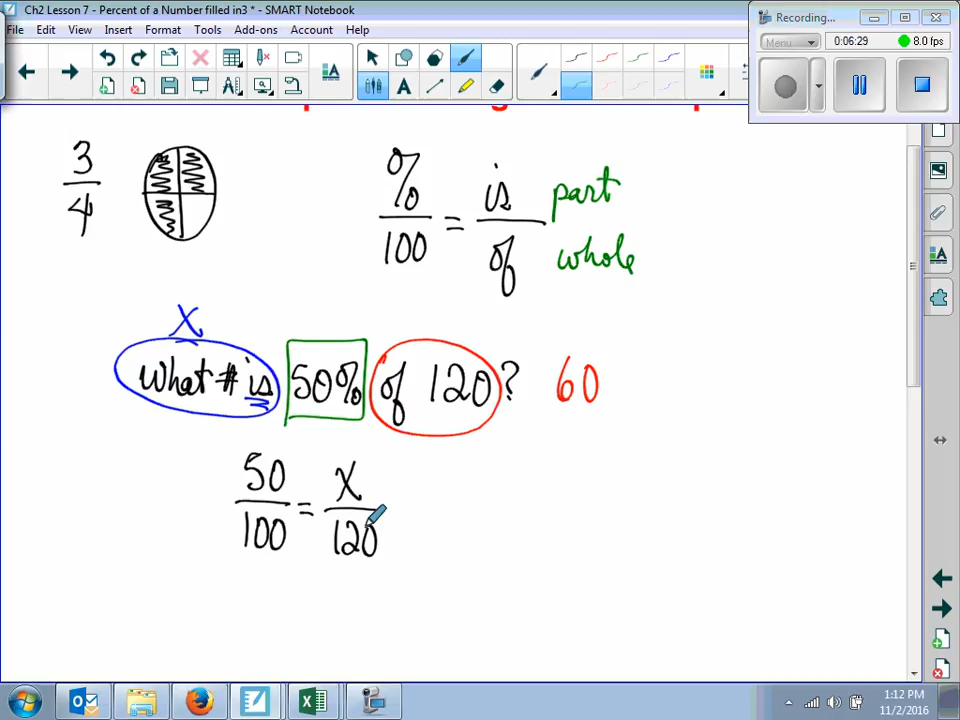 Ch2 Lesson 7 - Percent of a Number filled in3 * - SMART Notebook
File Edit View Insert Format Tools Add-ons Account Help
Recording...
Menu
0:06:29
8.0 fps
3
4
%
100
=
is
of
part
whole
x
What # is 50% of 120? 60
50
100
=
x
120
1:12 PM
11/2/2016